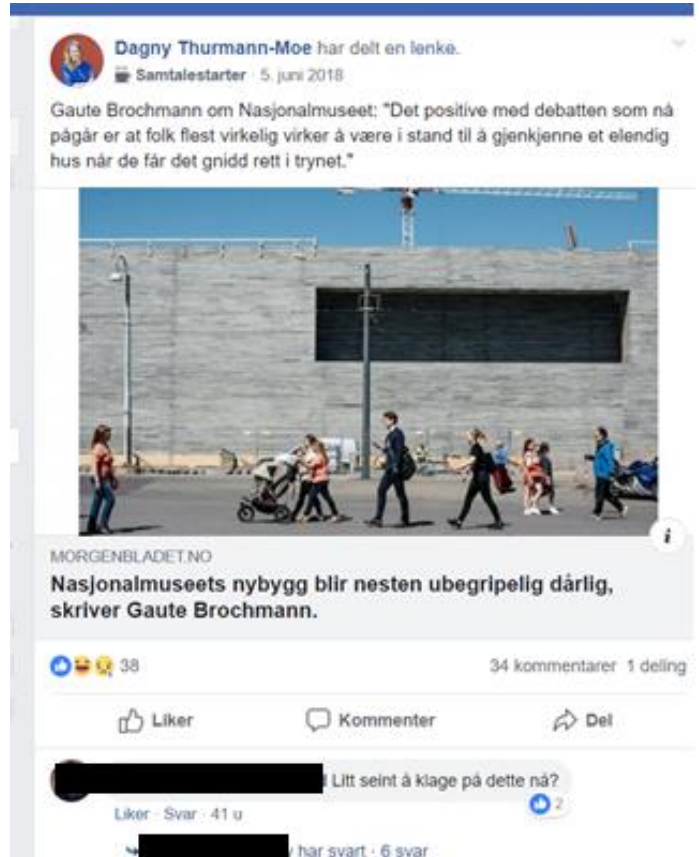 Dagny Thurmann-Moe har delt en lenke.
Samtalestarter · 5. juni 2018
Gaute Brochmann om Nasjonalmuseet: "Det positive med debatten som nå
pågår er at folk flest virkelig virker å være i stand til å gjenkjenne et elendig
hus når de får det gnidd rett i trynet."
i
MORGENBLADET.NO
Nasjonalmuseets nybygg blir nesten ubegripelig dårlig,
skriver Gaute Brochmann.
38 34 kommentarer 1 deling
Liker Kommenter Del
Litt seint å klage på dette nå?
2
Liker · Svar · 41 u
har svart · 6 svar